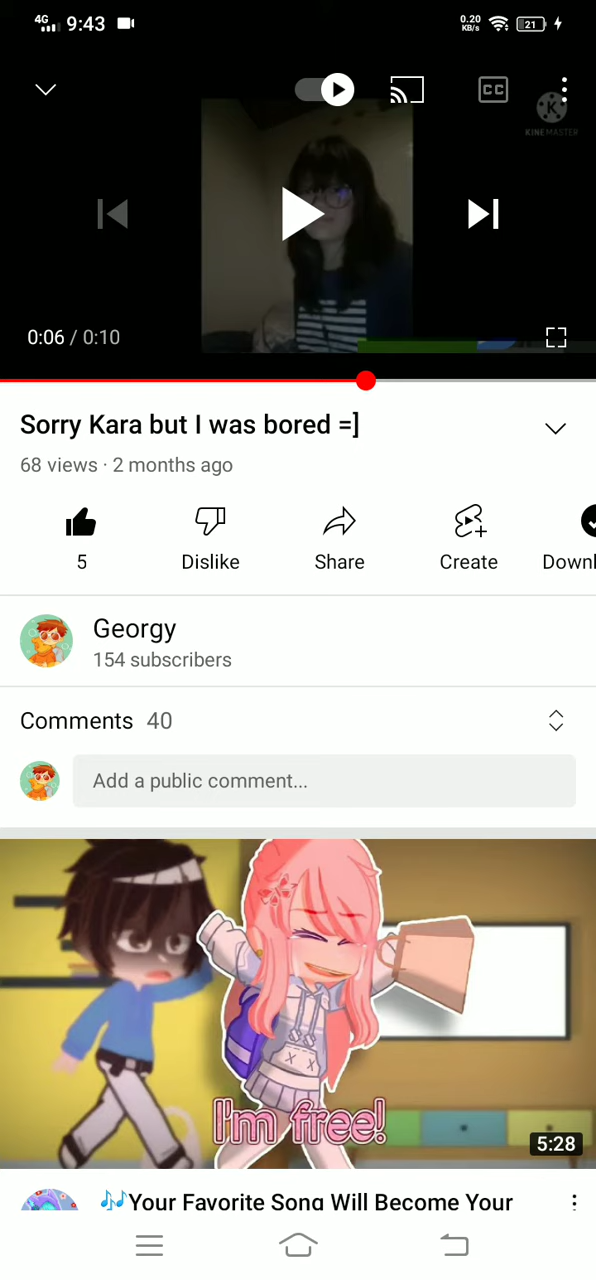 4G 9:43 0.20 KB/s 21
CC
KINEMASTER
0:06 / 0:10
Sorry Kara but I was bored =]
68 views · 2 months ago
5 Dislike Share Create Downl
Georgy
154 subscribers
Comments 40
Add a public comment...
I'm free!
5:28
🎶Your Favorite Song Will Become Your